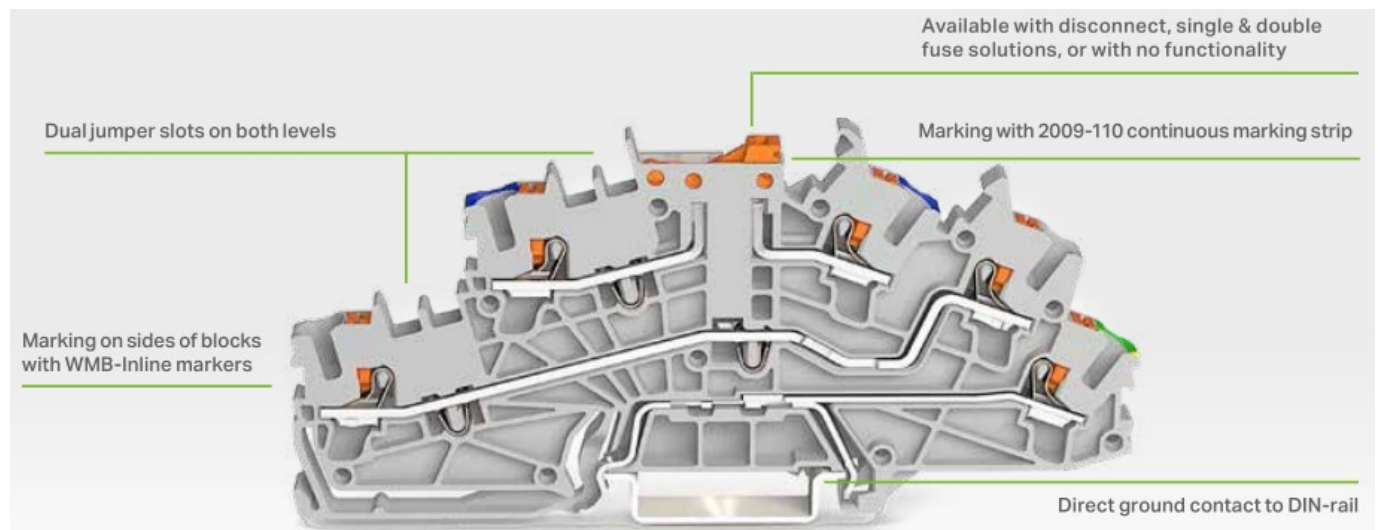 Available with disconnect, single & double
fuse solutions, or with no functionality
Dual jumper slots on both levels
Marking with 2009-110 continuous marking strip
Marking on sides of blocks
with WMB-Inline markers
Direct ground contact to DIN-rail